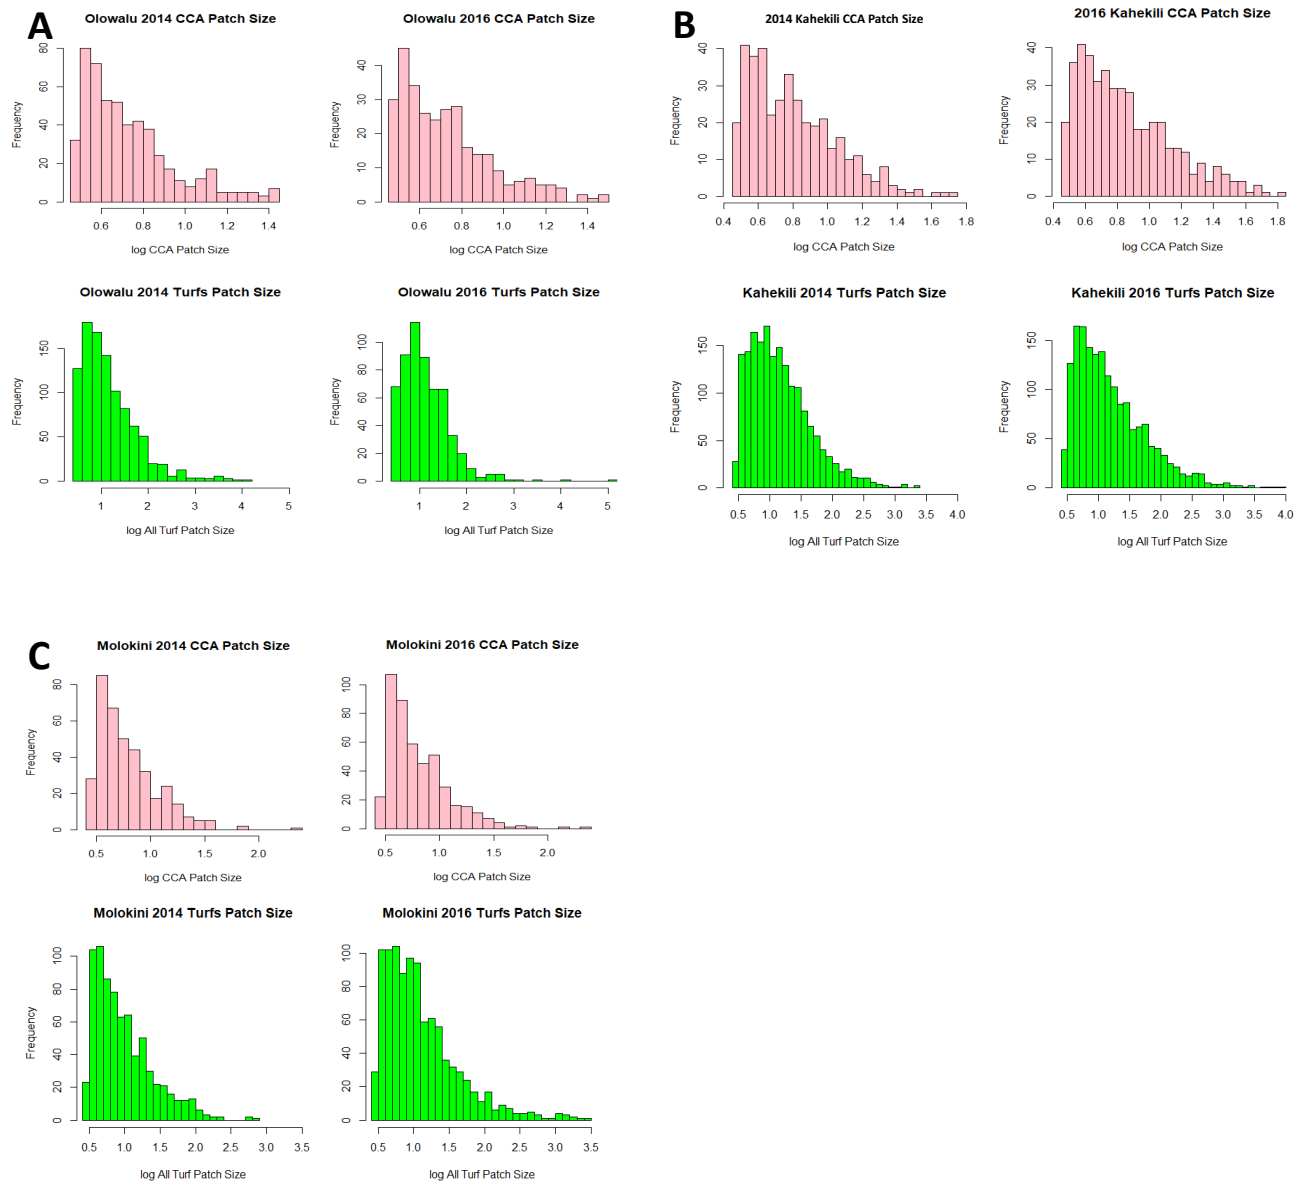 A
Olowalu 2014 CCA Patch Size
Frequency
0 20 40 60 80
0.6 0.8 1.0 1.2 1.4
log CCA Patch Size
Olowalu 2016 CCA Patch Size
Frequency
0 10 20 30 40
0.6 0.8 1.0 1.2 1.4
log CCA Patch Size
Olowalu 2014 Turfs Patch Size
Frequency
0 50 100 150
1 2 3 4 5
log All Turf Patch Size
Olowalu 2016 Turfs Patch Size
Frequency
0 20 40 60 80 100
1 2 3 4 5
log All Turf Patch Size
B
2014 Kahekili CCA Patch Size
Frequency
0 10 20 30 40
0.4 0.6 0.8 1.0 1.2 1.4 1.6 1.8
log CCA Patch Size
2016 Kahekili CCA Patch Size
Frequency
0 10 20 30 40
0.4 0.6 0.8 1.0 1.2 1.4 1.6 1.8
log CCA Patch Size
Kahekili 2014 Turfs Patch Size
Frequency
0 50 100 150
0.5 1.0 1.5 2.0 2.5 3.0 3.5 4.0
log All Turf Patch Size
Kahekili 2016 Turfs Patch Size
Frequency
0 50 100 150
0.5 1.0 1.5 2.0 2.5 3.0 3.5 4.0
log All Turf Patch Size
C
Molokini 2014 CCA Patch Size
Frequency
0 20 40 60 80
0.5 1.0 1.5 2.0
log CCA Patch Size
Molokini 2016 CCA Patch Size
0 20 40 60 80 100
0.5 1.0 1.5 2.0
log CCA Patch Size
Molokini 2014 Turfs Patch Size
Frequency
0 20 40 60 80 100
0.5 1.0 1.5 2.0 2.5 3.0 3.5
log All Turf Patch Size
Molokini 2016 Turfs Patch Size
0 20 40 60 80 100
0.5 1.0 1.5 2.0 2.5 3.0 3.5
log All Turf Patch Size